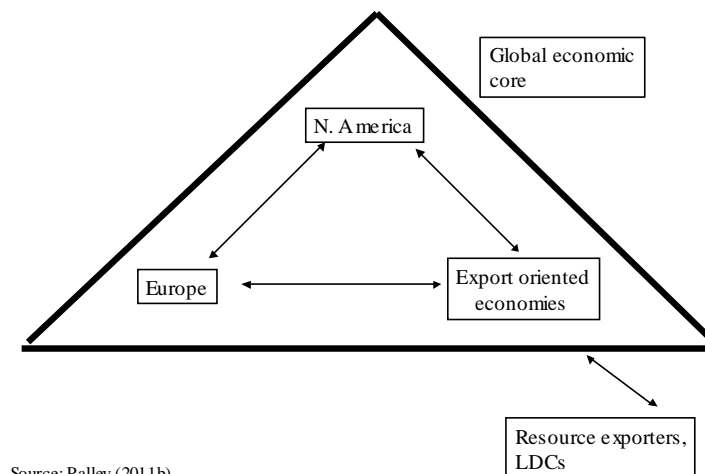 Global economic
core
N. America
Europe
Export oriented
economies
Resource exporters,
LDCs
Source: Palley (2011b)